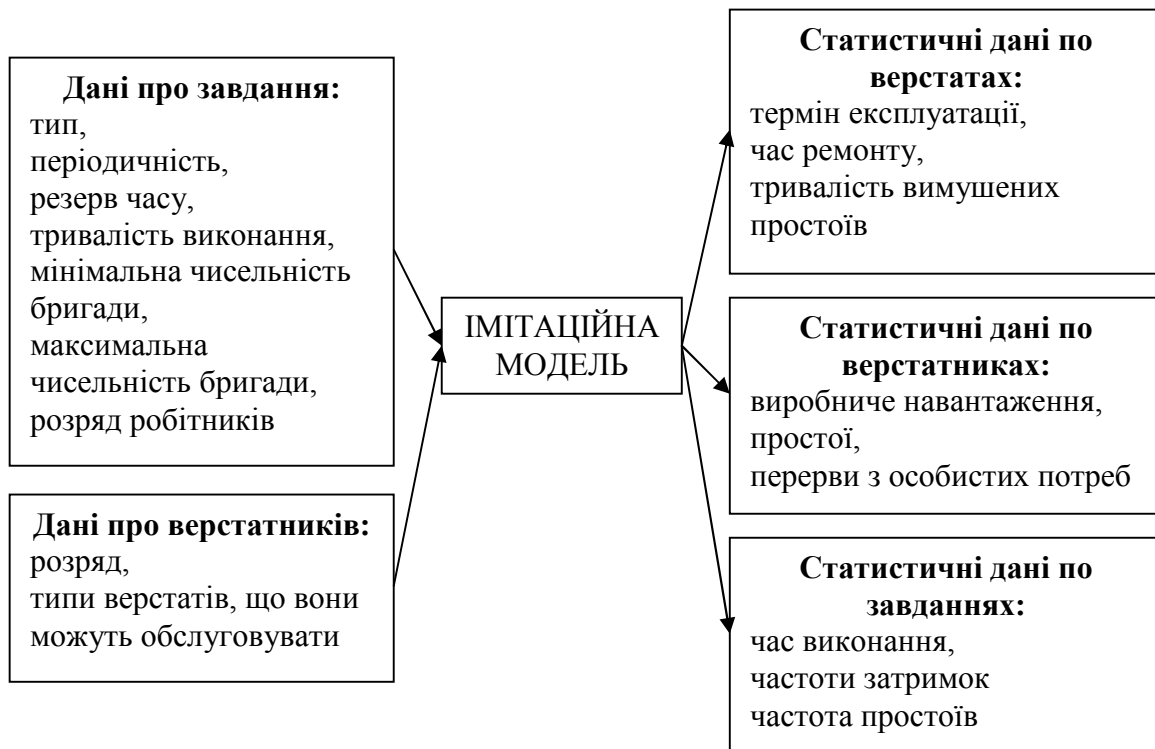 Дані про завдання:
тип,
періодичність,
резерв часу,
тривалість виконання,
мінімальна чисельність
бригади,
максимальна
чисельність бригади,
розряд робітників
Дані про верстатників:
розряд,
типи верстатів, що вони
можуть обслуговувати
ІМІТАЦІЙНА
МОДЕЛЬ
Статистичні дані по
верстатах:
термін експлуатації,
час ремонту,
тривалість вимушених
простоїв
Статистичні дані по
верстатниках:
виробниче навантаження,
простої,
перерви з особистих потреб
Статистичні дані по
завданнях:
час виконання,
частоти затримок
частота простоїв